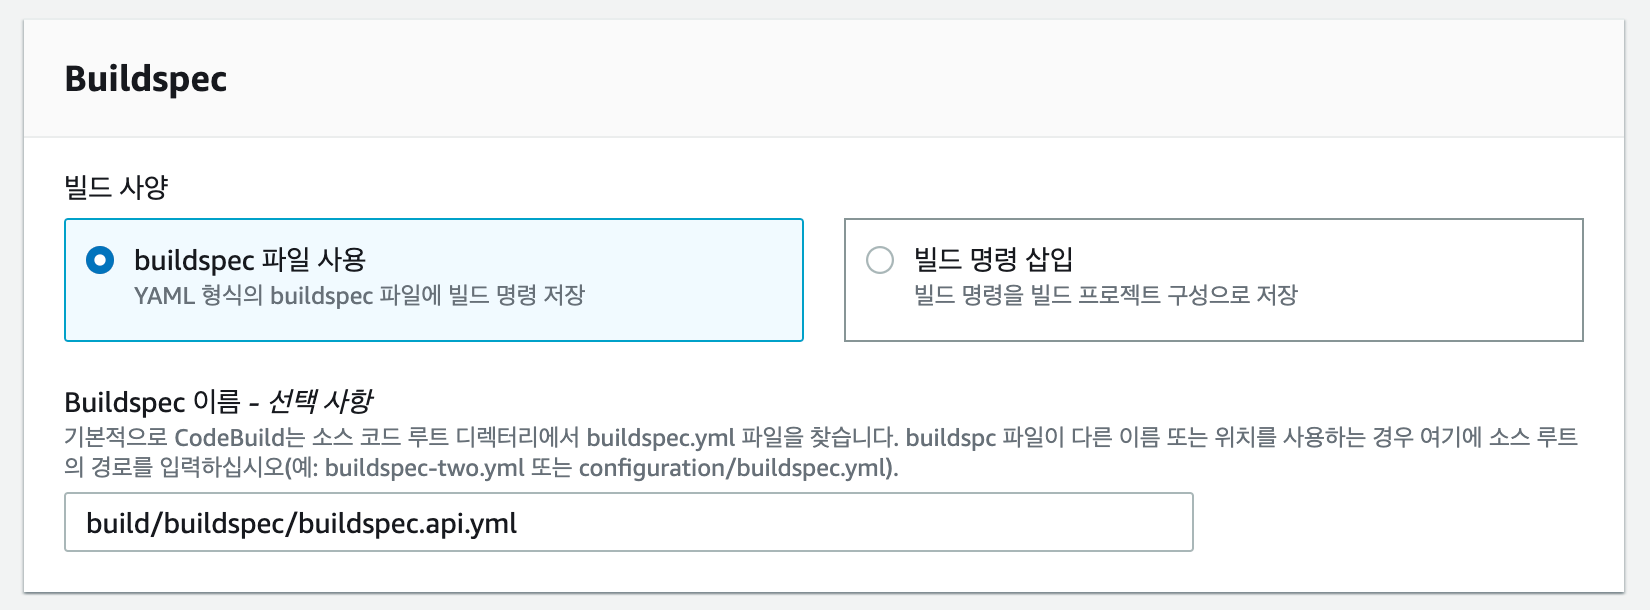 Buildspec
빌드 사양
buildspec 파일 사용
YAML 형식의 buildspec 파일에 빌드 명령 저장
빌드 명령 삽입
빌드 명령을 빌드 프로젝트 구성으로 저장
Buildspec 이름 - 선택 사항
기본적으로 CodeBuild는 소스 코드 루트 디렉터리에서 buildspec.yml 파일을 찾습니다. buildspc 파일이 다른 이름 또는 위치를 사용하는 경우 여기에 소스 루트
의 경로를 입력하십시오(예: buildspec-two.yml 또는 configuration/buildspec.yml).
build/buildspec/buildspec.api.yml